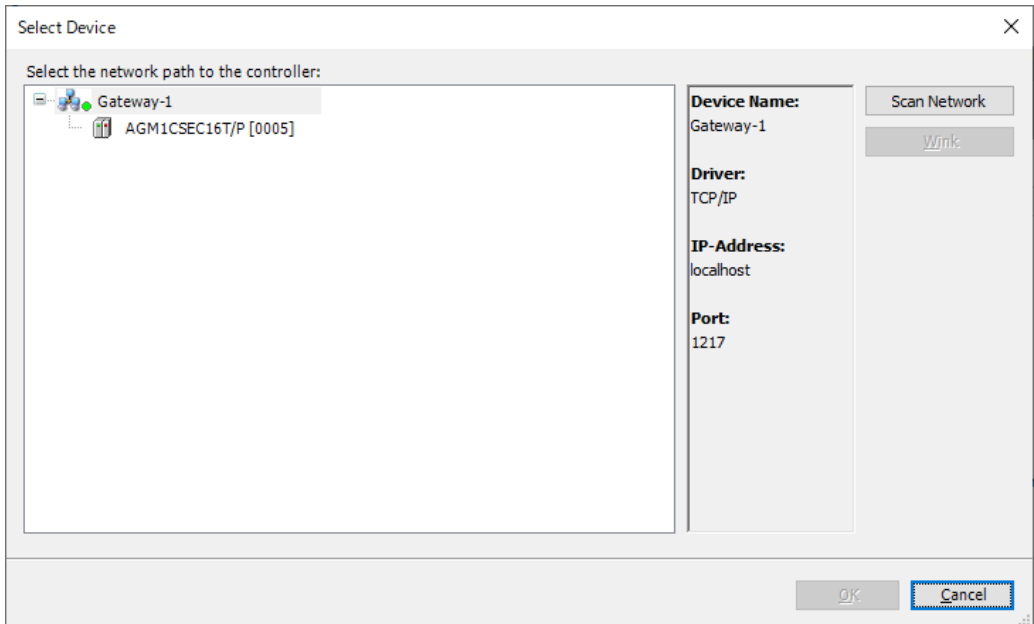 Select Device
Select the network path to the controller:
Gateway-1
AGM1CSEC16T/P [0005]
Device Name:
Gateway-1
Driver:
TCP/IP
IP-Address:
localhost
Port:
1217
Scan Network
Wink
OK
Cancel